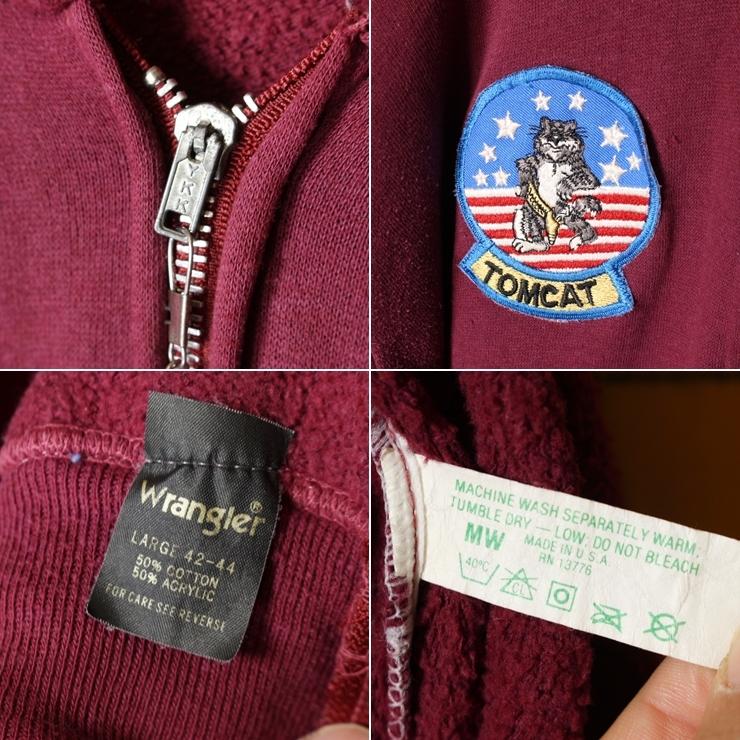 YKK
TOMCAT
Wrangler®
LARGE 42-44
50% COTTON
50% ACRYLIC
FOR CARE SEE REVERSE
MACHINE WASH SEPARATELY WARM;
TUMBLE DRY — LOW; DO NOT BLEACH
MW MADE IN U.S.A.
RN 13776
40°C
CL